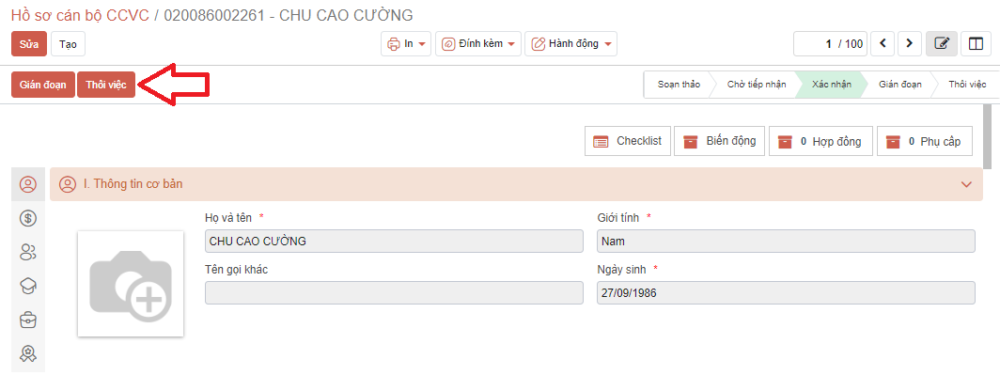 Hồ sơ cán bộ CCVC / 020086002261 - CHU CAO CƯỜNG
Sửa Tạo In Đính kèm Hành động 1 / 100
Gián đoạn Thôi việc Soạn thảo Chờ tiếp nhận Xác nhận Gián đoạn Thôi việc
Checklist Biến động 0 Hợp đồng 0 Phụ cấp
I. Thông tin cơ bản
Họ và tên * Giới tính *
CHU CAO CƯỜNG Nam
Tên gọi khác Ngày sinh *
27/09/1986